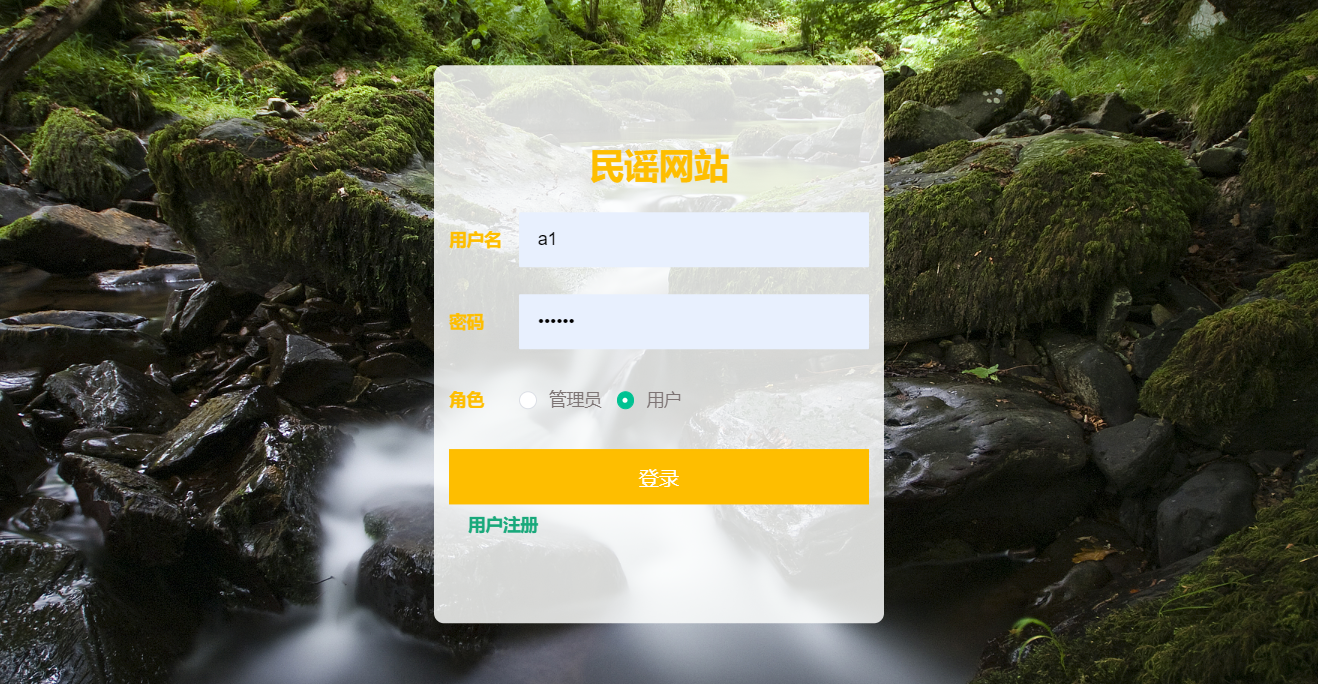 民谣网站
用户名 a1
密码 ••••••
角色 管理员 用户
登录
用户注册